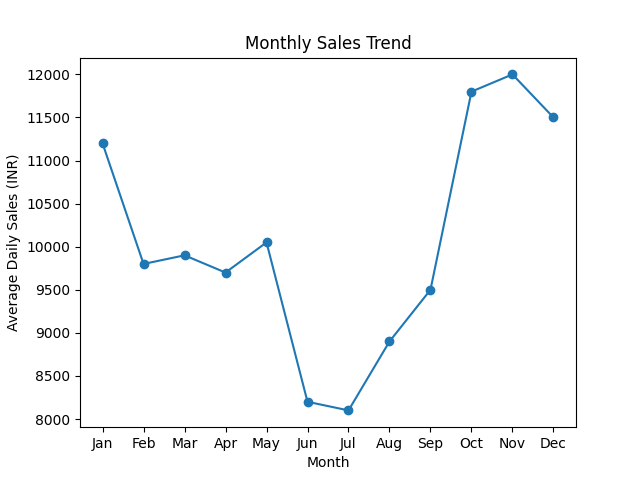 Monthly Sales Trend
Average Daily Sales (INR)
12000
11500
11000
10500
10000
9500
9000
8500
8000
Jan Feb Mar Apr May Jun Jul Aug Sep Oct Nov Dec
Month